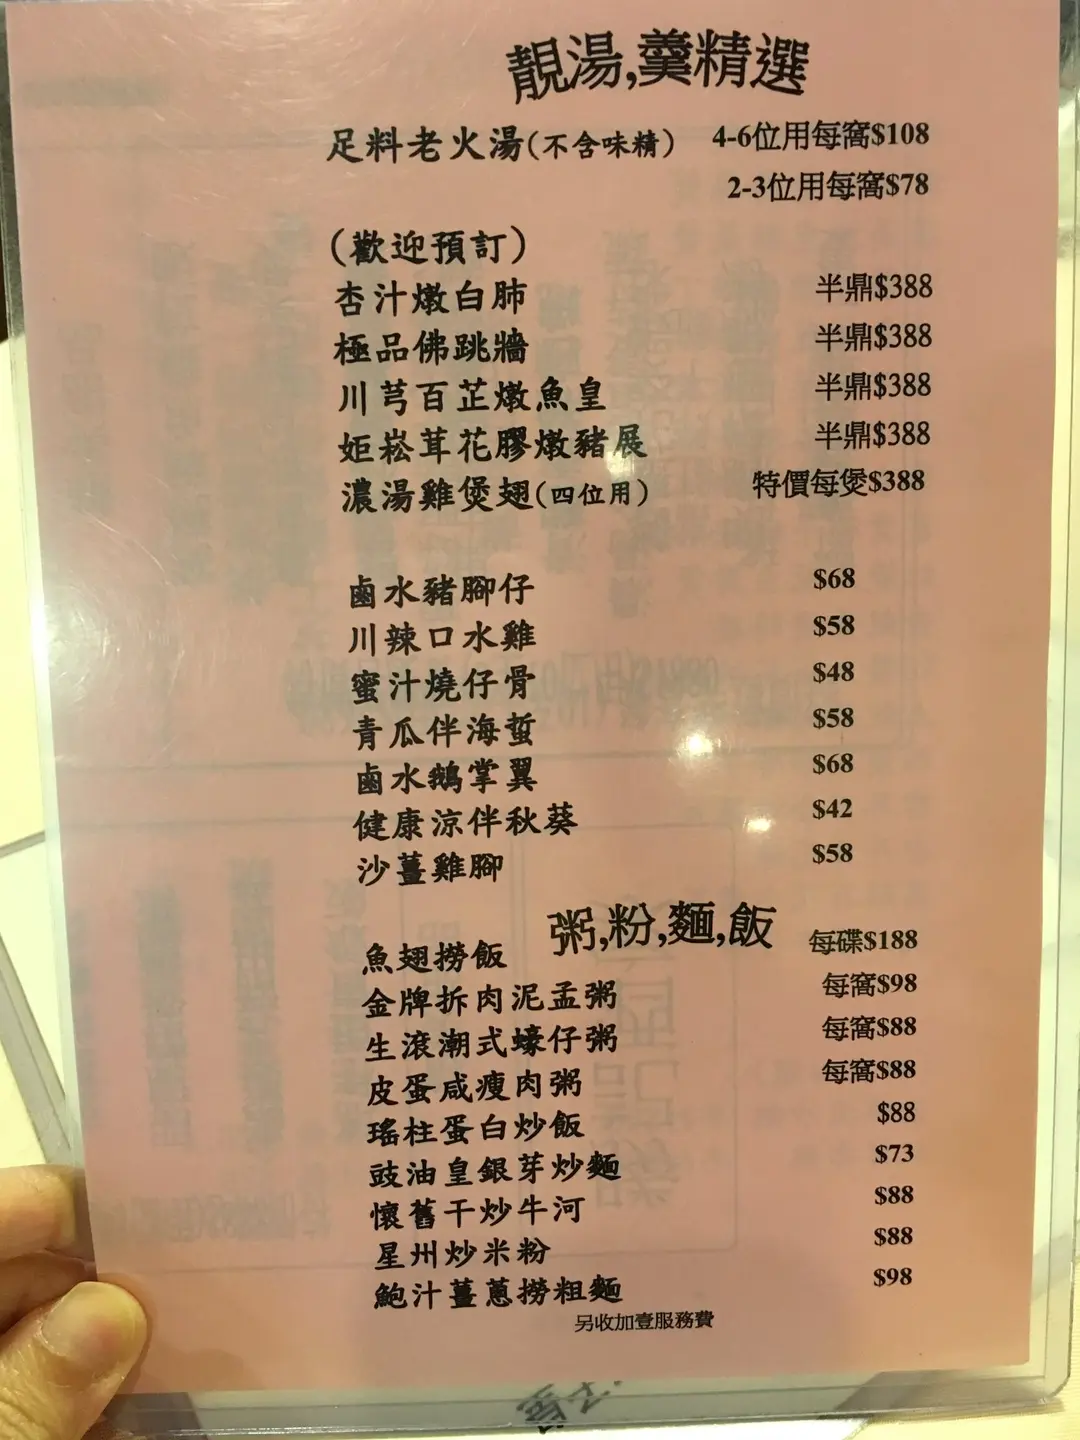 靚湯,羹精選
足料老火湯(不含味精) 4-6位用每窩$108
2-3位用每窩$78
(歡迎預訂)
杏汁燉白肺 半鼎$388
極品佛跳牆 半鼎$388
川芎百芷燉魚皇 半鼎$388
姫崧茸花膠燉豬展 半鼎$388
濃湯雞煲翅(四位用) 特價每煲$388
鹵水豬腳仔 $68
川辣口水雞 $58
蜜汁燒仔骨 $48
青瓜伴海蜇 $58
鹵水鵝掌翼 $68
健康涼伴秋葵 $42
沙薑雞腳 $58
粥,粉,麵,飯
魚翅撈飯 每碟$188
金牌拆肉泥孟粥 每窩$98
生滾潮式蠔仔粥 每窩$88
皮蛋咸瘦肉粥 每窩$88
瑤柱蛋白炒飯 $88
豉油皇銀芽炒麵 $73
懷舊干炒牛河 $88
星州炒米粉 $88
鮑汁薑蔥撈粗麵 $98
另收加壹服務費